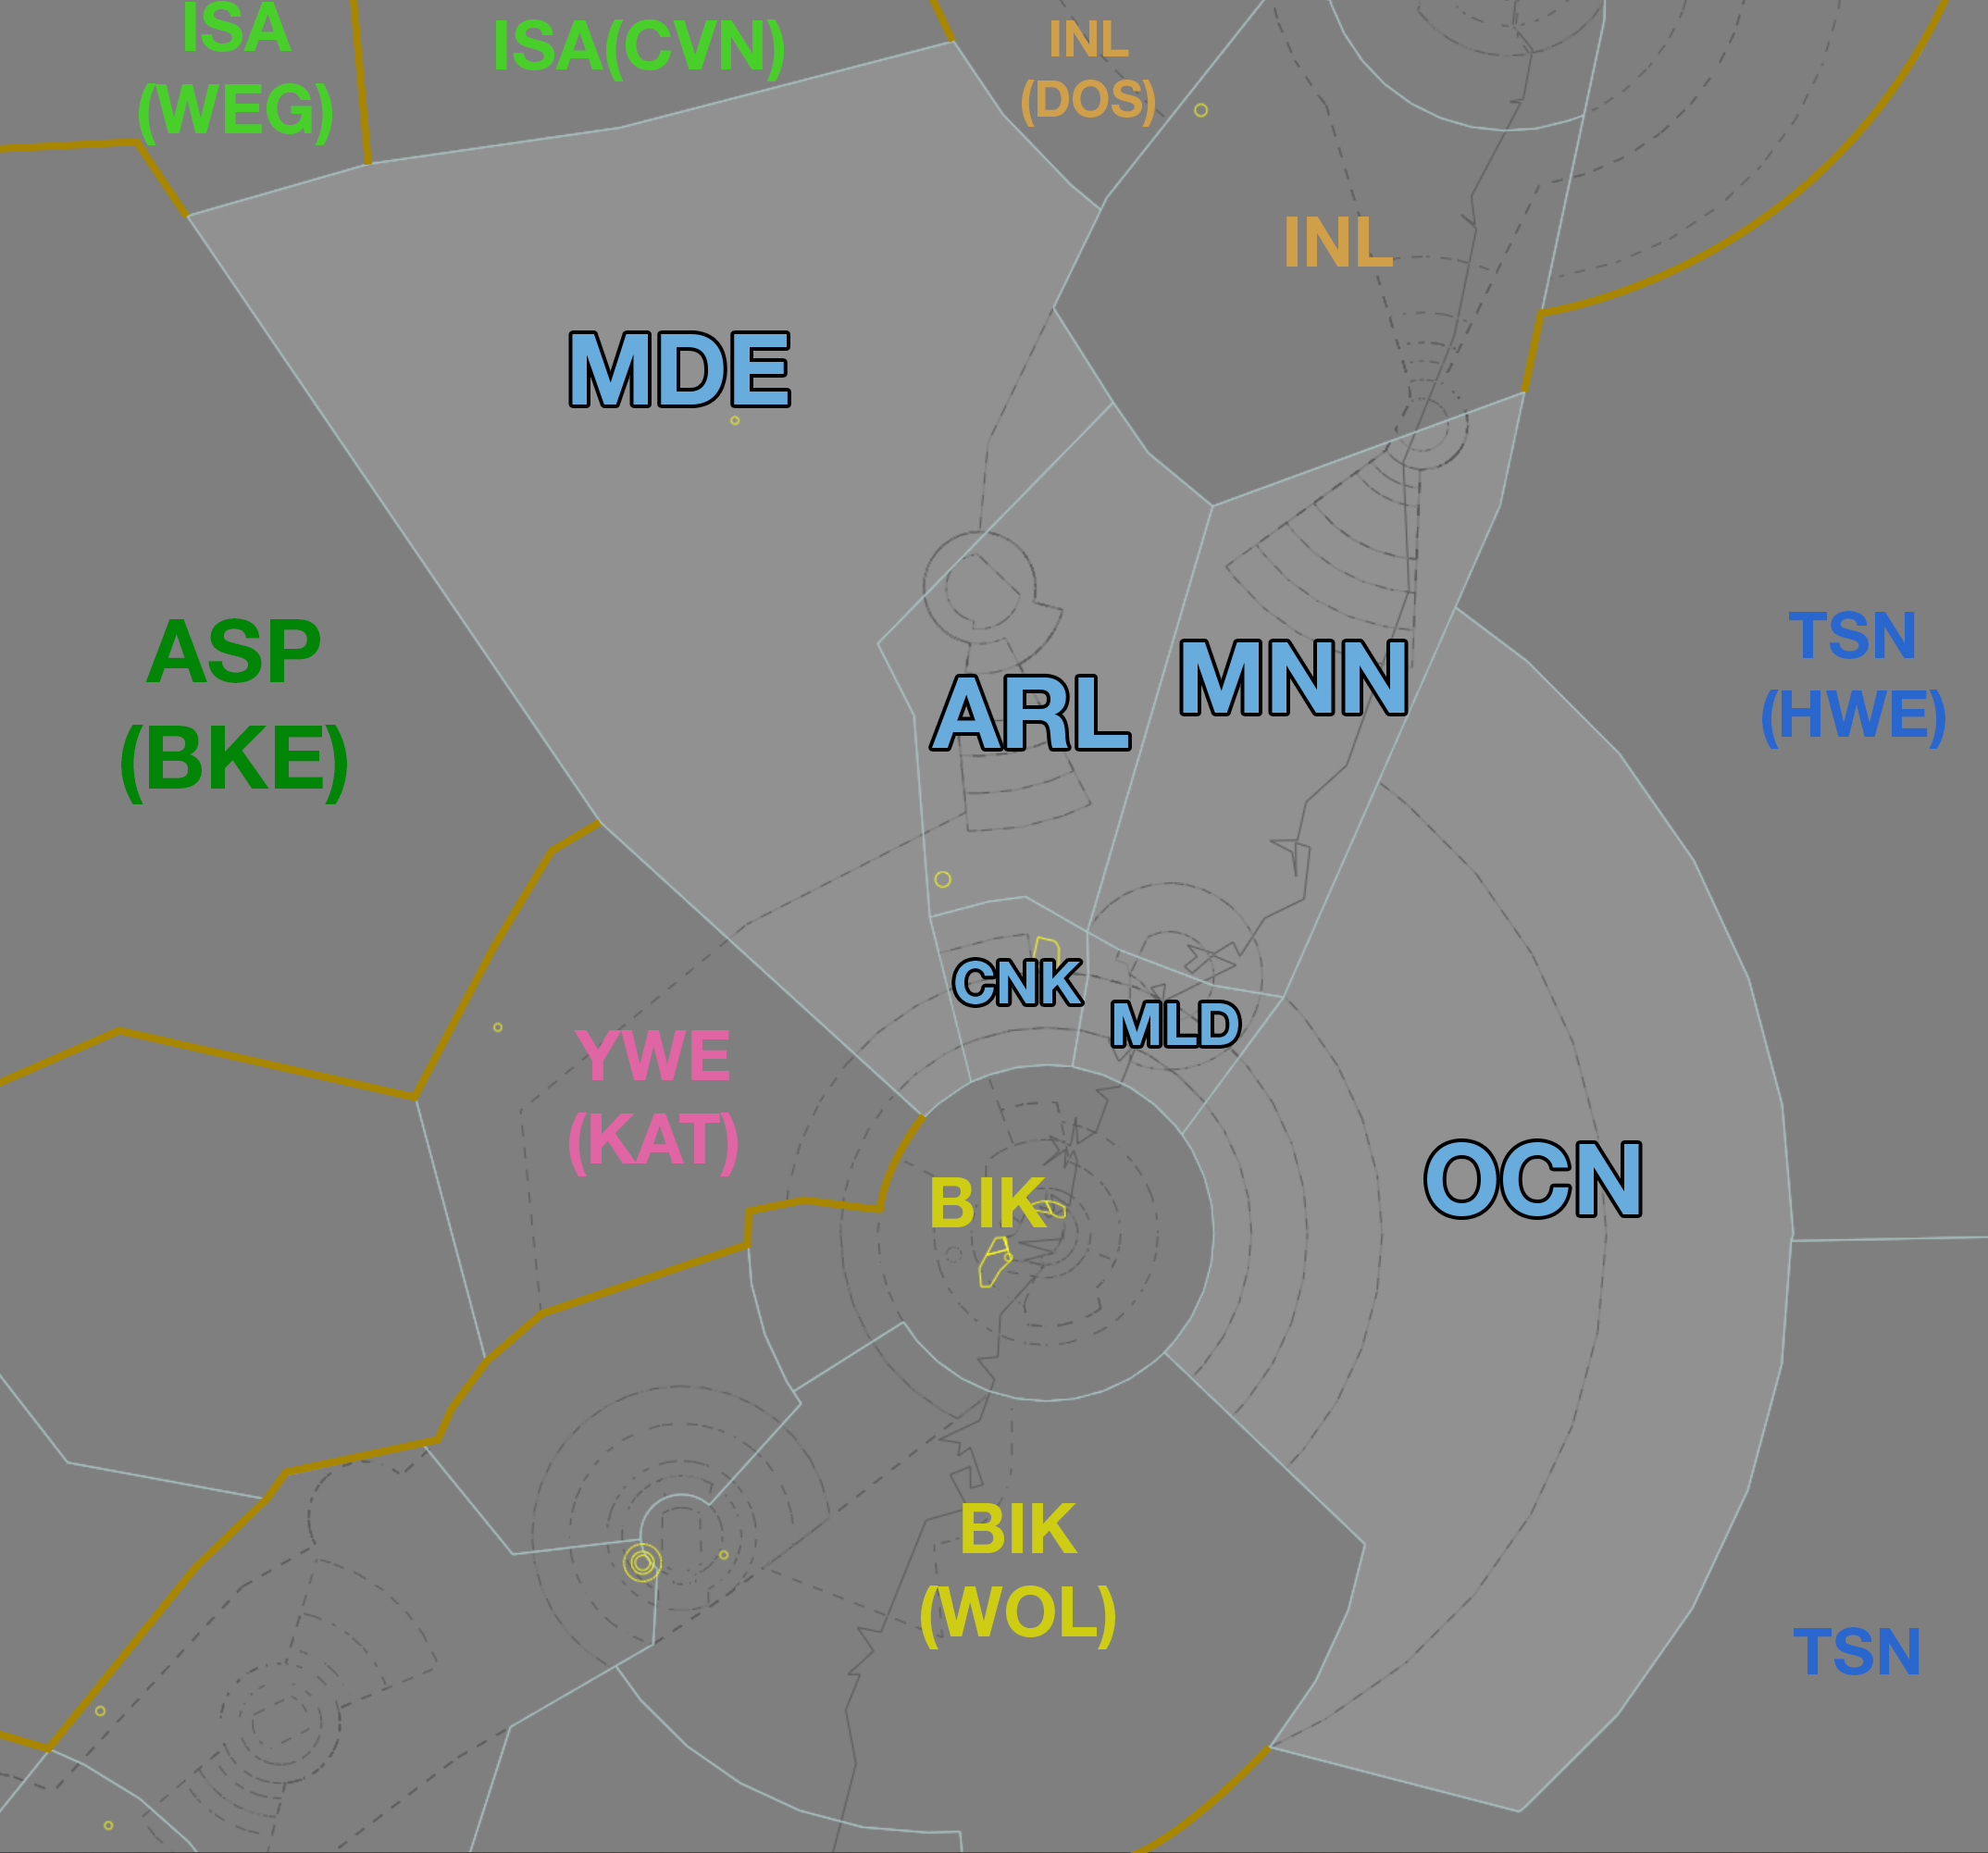 ISA
(WEG)
ISA(CVN)
INL
(DOS)
INL
MDE
ASP
(BKE)
ARL
MNN
TSN
(HWE)
CNK
MLD
YWE
(KAT)
BIK
OCN
BIK
(WOL)
TSN